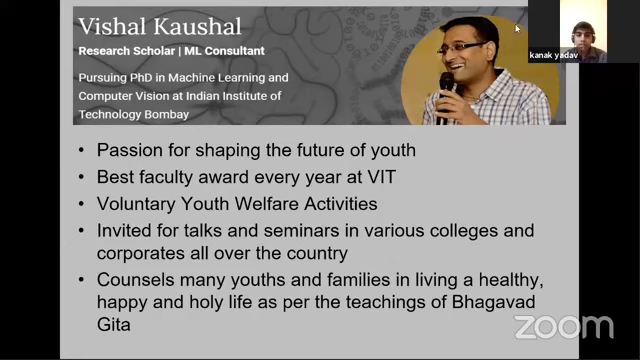 Vishal Kaushal
Research Scholar | ML Consultant
Pursuing PhD in Machine Learning and
Computer Vision at Indian Institute of
Technology Bombay
kanak yadav
• Passion for shaping the future of youth
• Best faculty award every year at VIT
• Voluntary Youth Welfare Activities
• Invited for talks and seminars in various colleges and
corporates all over the country
• Counsels many youths and families in living a healthy,
happy and holy life as per the teachings of Bhagavad
Gita
zoom